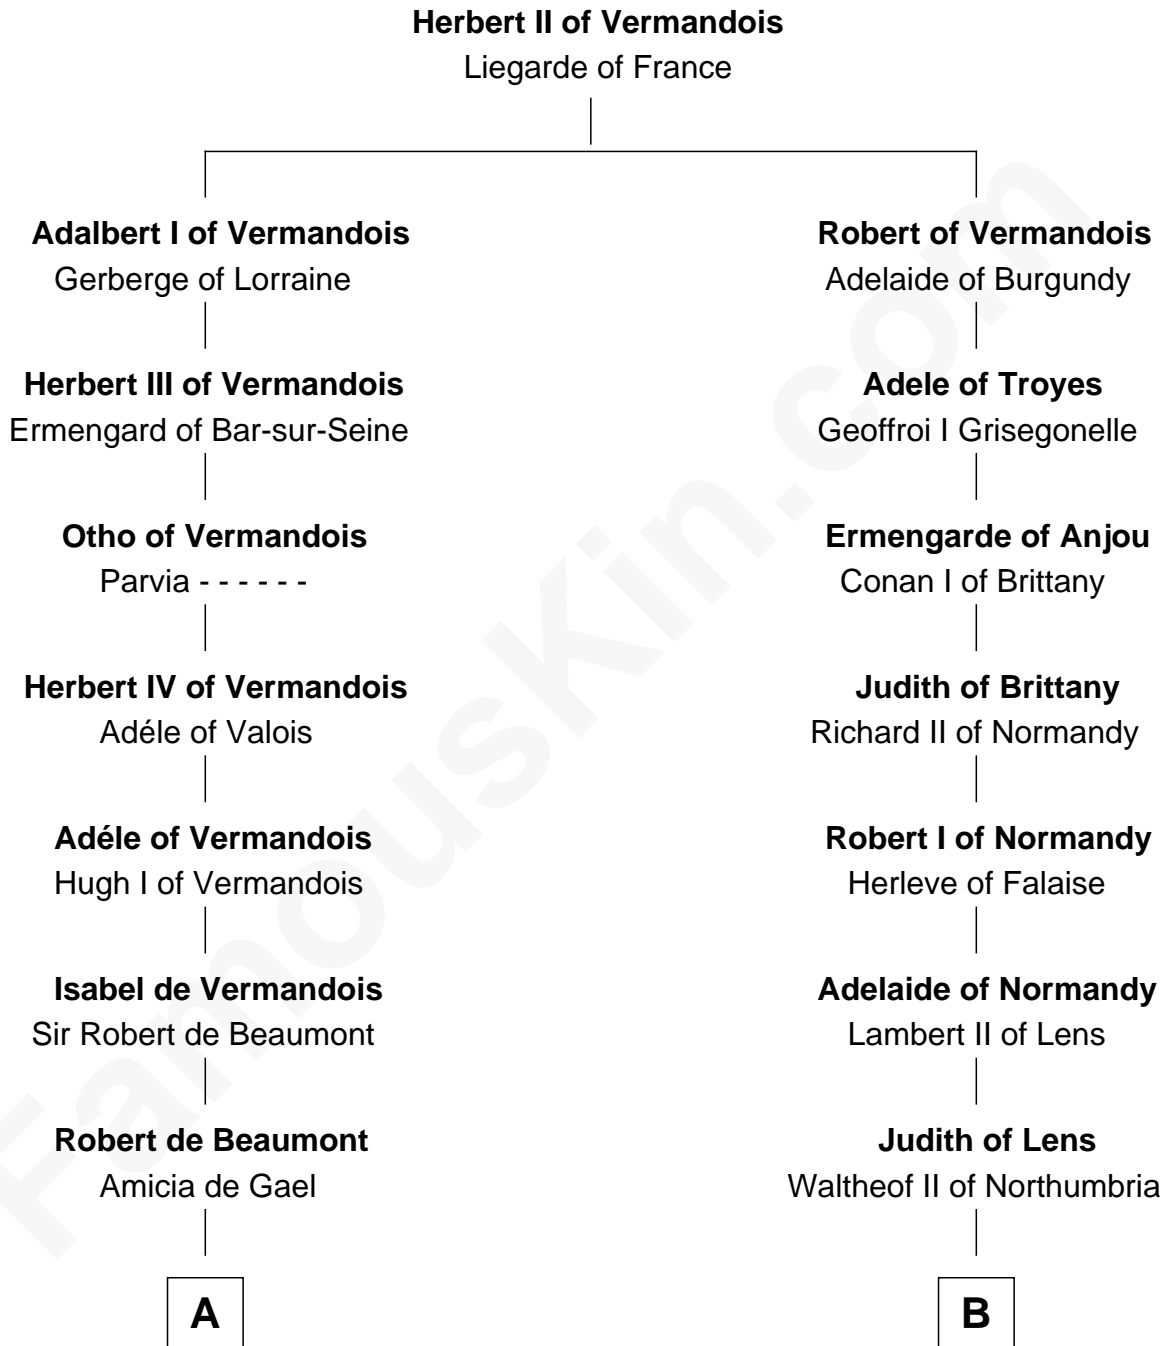 Herbert II of Vermandois
Liegarde of France
Adalbert I of Vermandois
Gerberge of Lorraine
Robert of Vermandois
Adelaide of Burgundy
Herbert III of Vermandois
Ermengard of Bar-sur-Seine
Adele of Troyes
Geoffroi I Grisegonelle
Otho of Vermandois
Parvia - - - - - -
Ermengarde of Anjou
Conan I of Brittany
Herbert IV of Vermandois
Adéle of Valois
Judith of Brittany
Richard II of Normandy
Adéle of Vermandois
Hugh I of Vermandois
Robert I of Normandy
Herleve of Falaise
Isabel de Vermandois
Sir Robert de Beaumont
Adelaide of Normandy
Lambert II of Lens
Robert de Beaumont
Amicia de Gael
Judith of Lens
Waltheof II of Northumbria
A
B
FamousKin.com